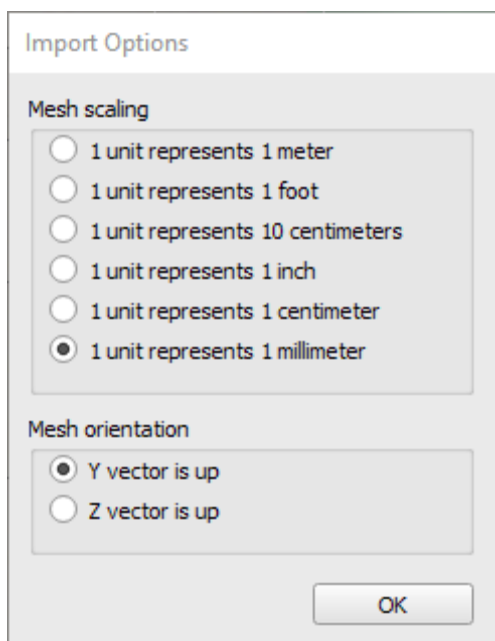 Import Options
Mesh scaling
1 unit represents 1 meter
1 unit represents 1 foot
1 unit represents 10 centimeters
1 unit represents 1 inch
1 unit represents 1 centimeter
1 unit represents 1 millimeter
Mesh orientation
Y vector is up
Z vector is up
OK